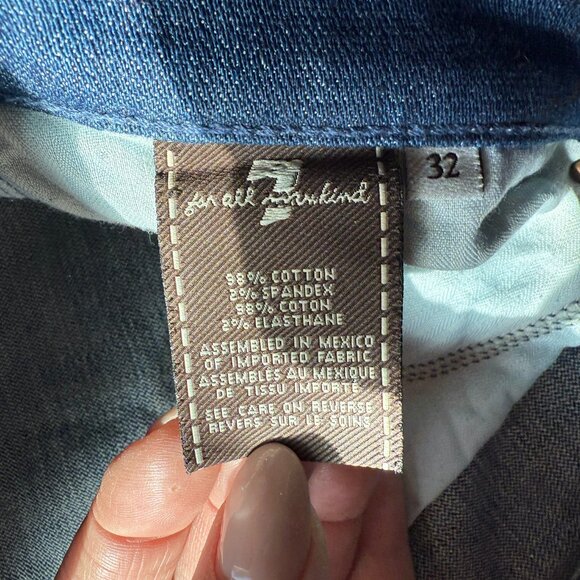 7
for all mankind
32
98% COTTON
2% SPANDEX
98% COTON
2% ELASTHANE
ASSEMBLED IN MEXICO
OF IMPORTED FABRIC
ASSEMBLÉS AU MEXIQUE
DE TISSU IMPORTÉ
SEE CARE ON REVERSE
REVERS SUR LE SOINS